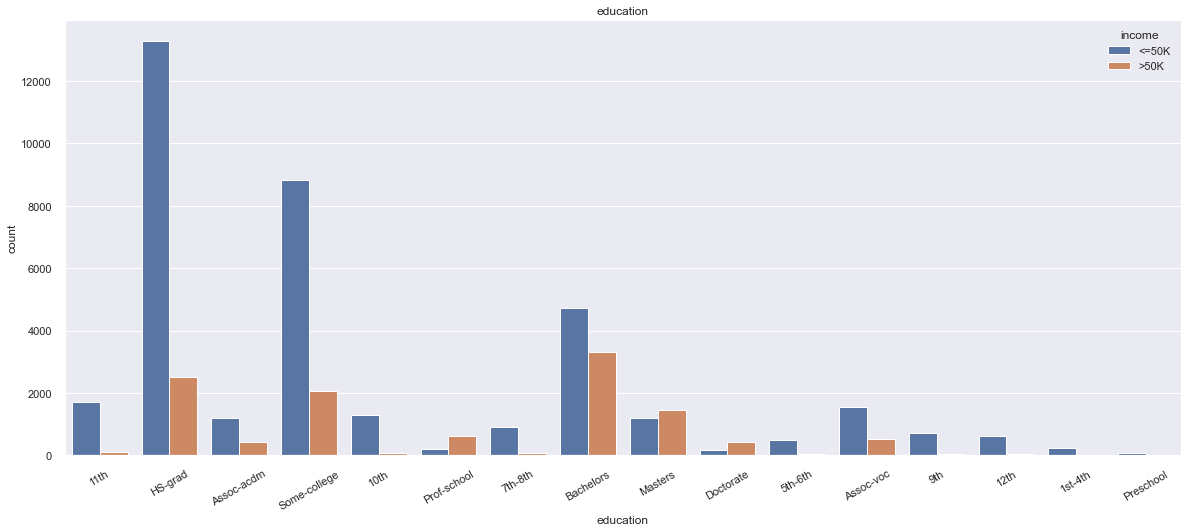 education
income
<=50K
>50K
count
12000
10000
8000
6000
4000
2000
0
11th
HS-grad
Assoc-acdm
Some-college
10th
Prof-school
7th-8th
Bachelors
Masters
Doctorate
5th-6th
Assoc-voc
9th
12th
1st-4th
Preschool
education